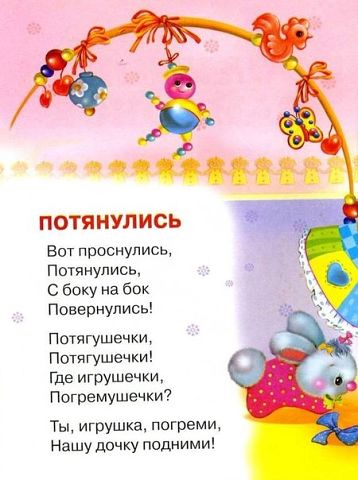 ПОТЯНУЛИСЬ
Вот проснулись,
Потянулись,
С боку на бок
Повернулись!
Потягушечки,
Потягушечки!
Где игрушечки,
Погремушечки?
Ты, игрушка, погреми,
Нашу дочку подними!